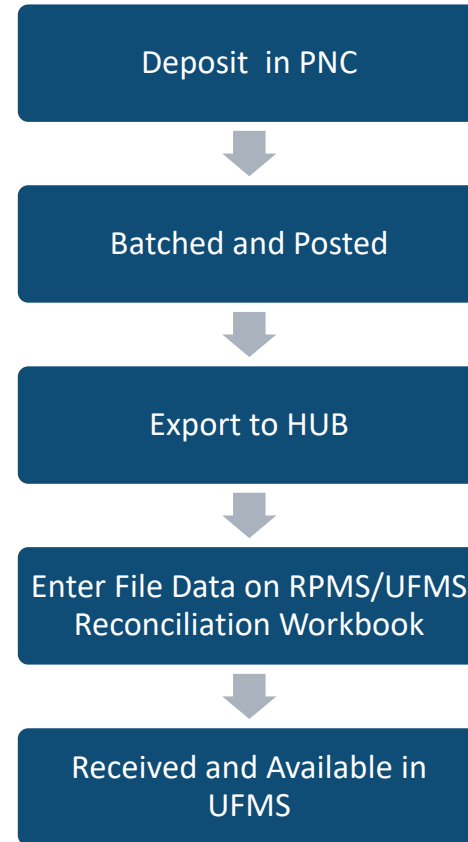 Deposit in PNC
Batched and Posted
Export to HUB
Enter File Data on RPMS/UFMS
Reconciliation Workbook
Received and Available in
UFMS